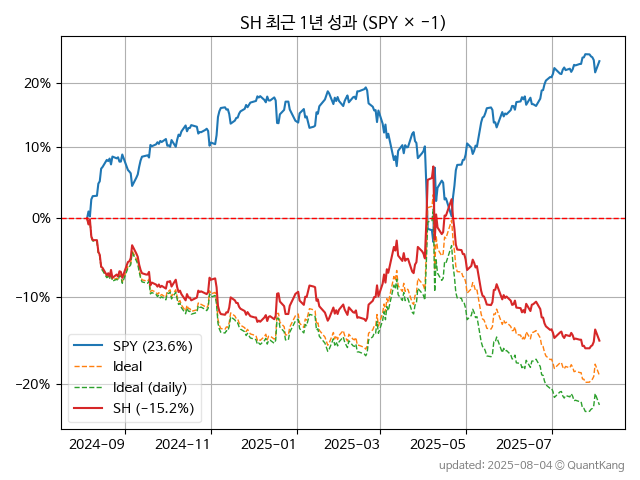 SH 최근 1년 성과 (SPY × −1)
20%
10%
0%
−10%
−20%
SPY (23.6%)
Ideal
Ideal (daily)
SH (−15.2%)
2024-09
2024-11
2025-01
2025-03
2025-05
2025-07
updated: 2025-08-04 © QuantKang